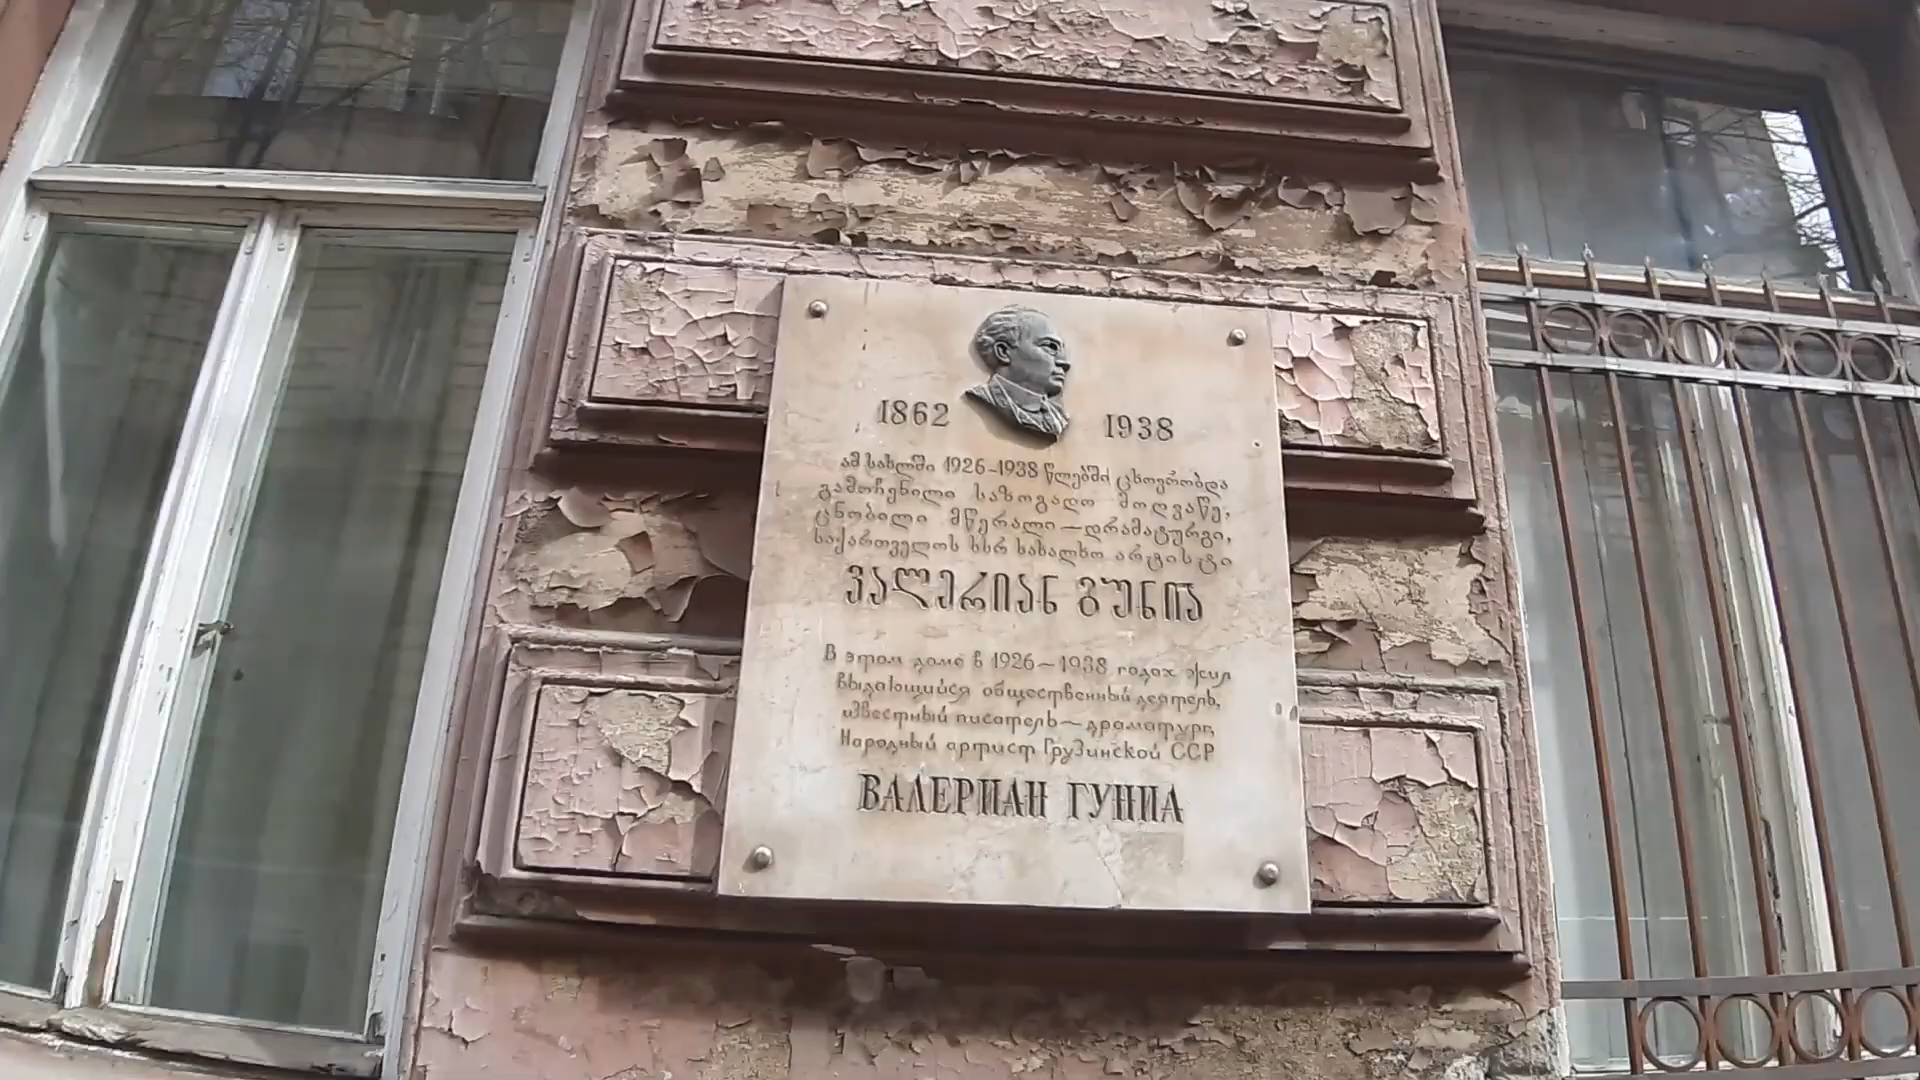 1862 1938
ამ სახლში 1926-1938 წლებში ცხოვრობდა
გამოჩენილი საზოგადო მოღვაწე,
ცნობილი მწერალი—დრამატურგი,
საქართველოს სსრ სახალხო არტისტი
ვალერიან გუნია
В этом доме в 1926—1938 годах жил
выдающийся общественный деятель,
известный писатель—драматург,
Народный артист Грузинской ССР
ВАЛЕРИАН ГУНИА